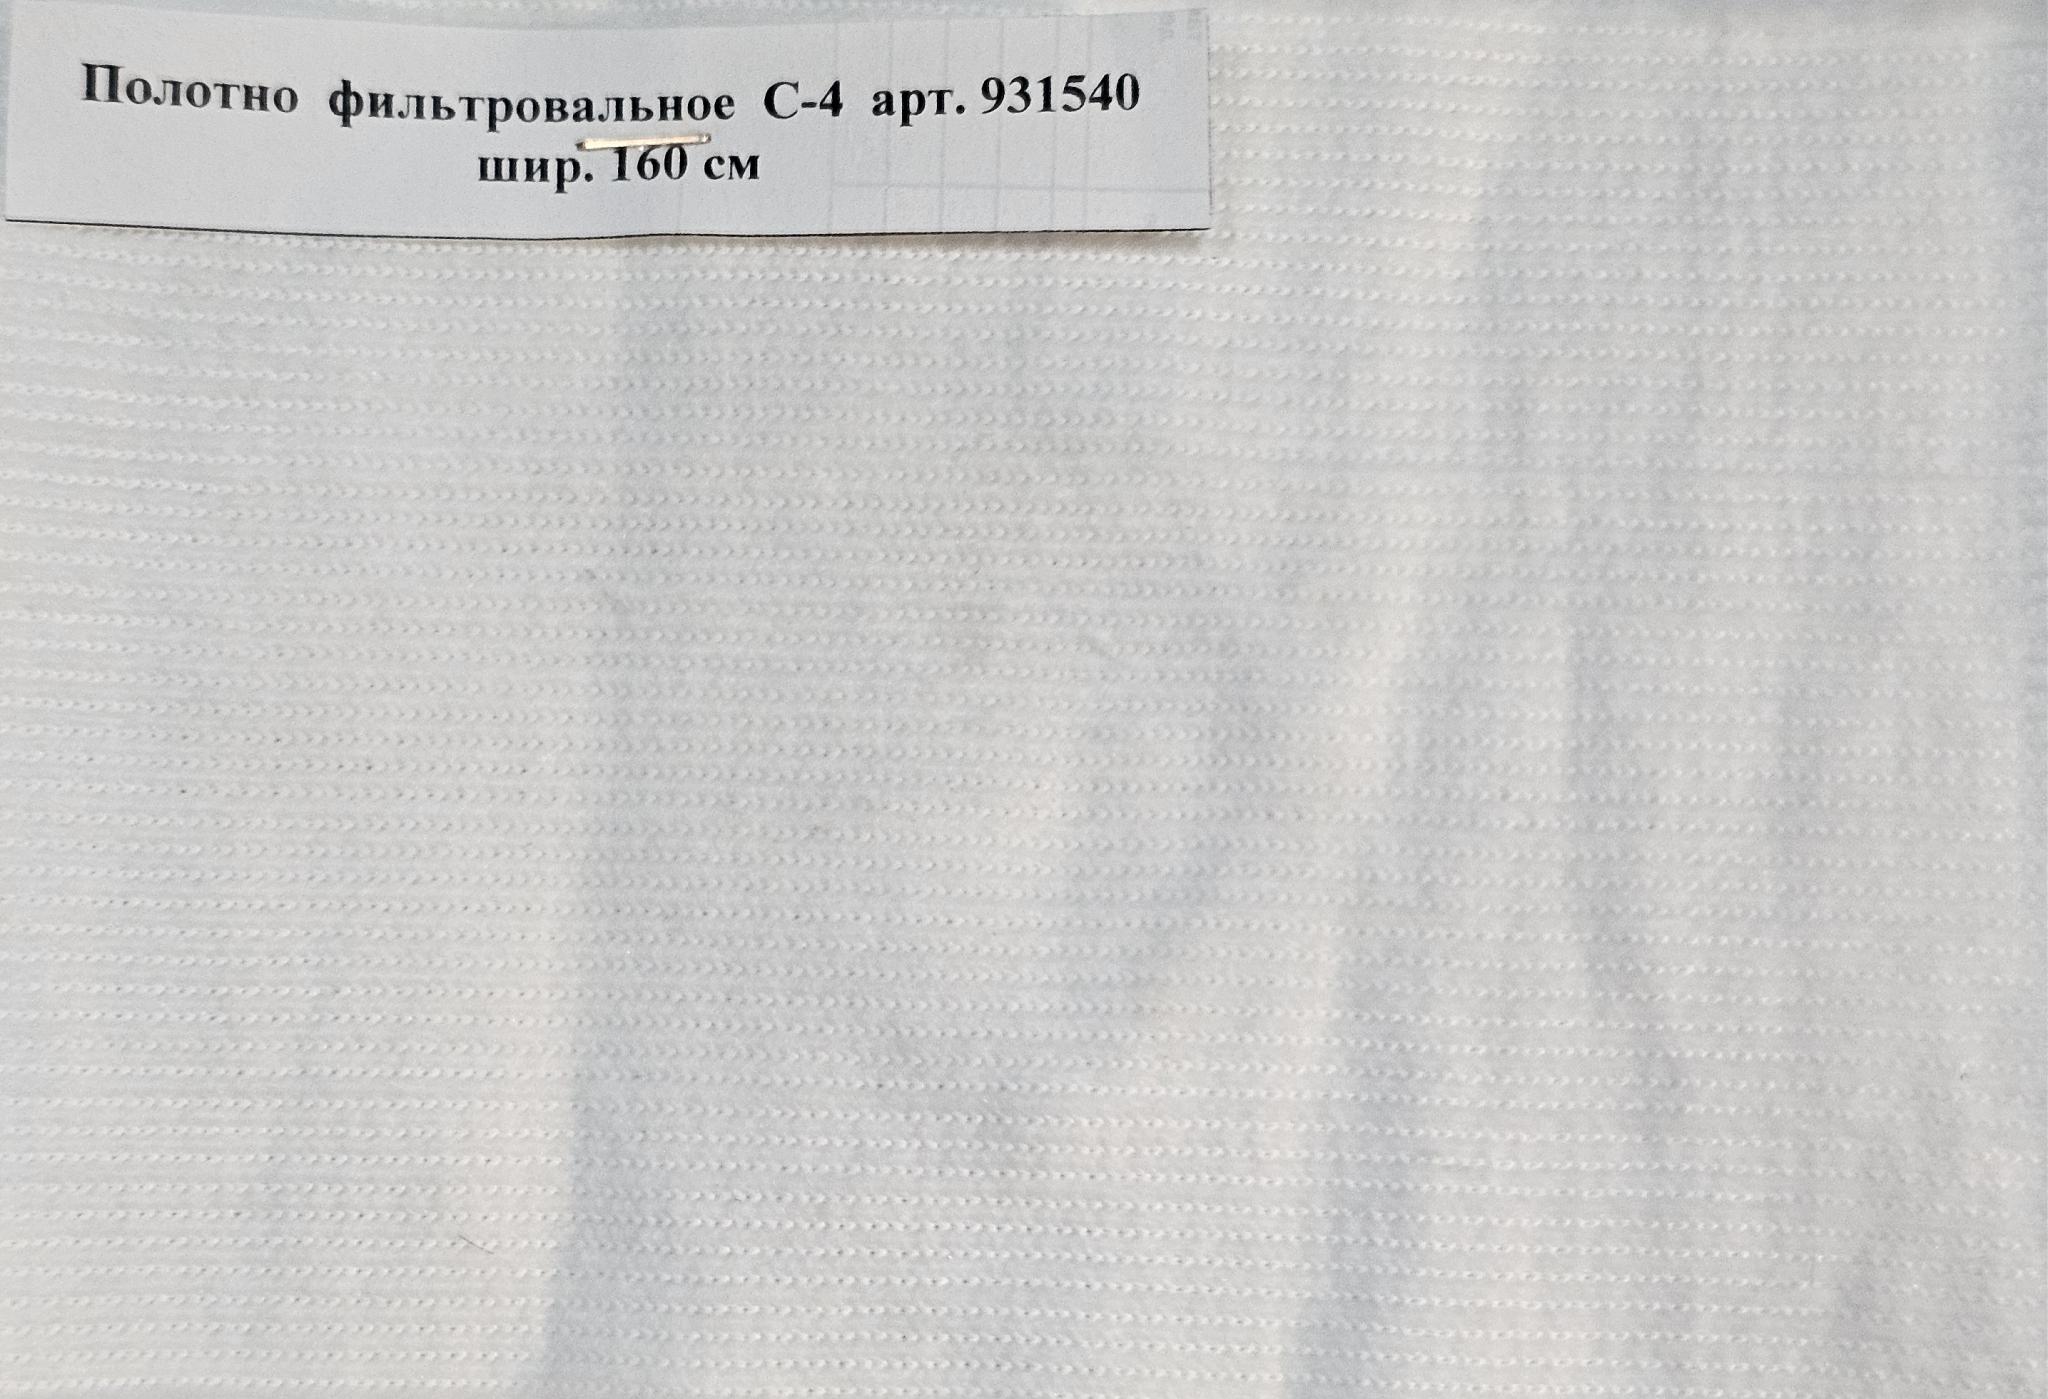 Полотно фильтровальное С-4 арт. 931540
шир. 160 см